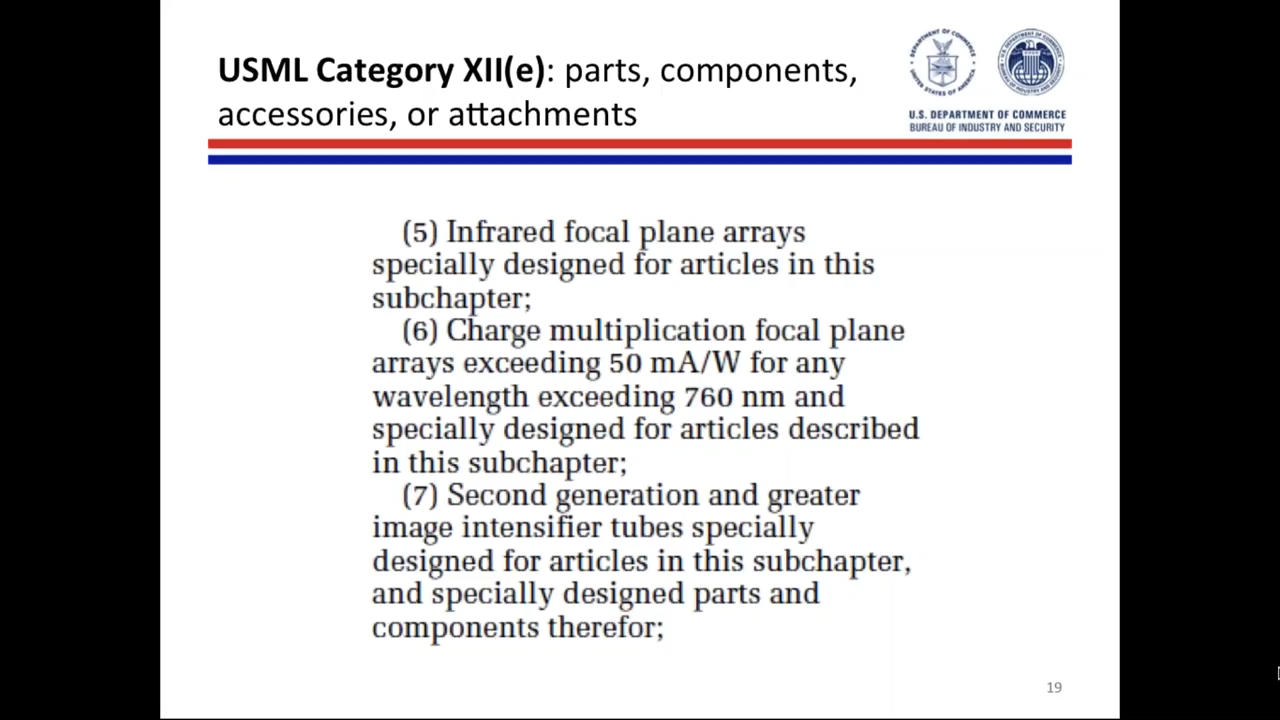 USML Category XII(e): parts, components,
accessories, or attachments
U.S. DEPARTMENT OF COMMERCE
BUREAU OF INDUSTRY AND SECURITY
(5) Infrared focal plane arrays
specially designed for articles in this
subchapter;
(6) Charge multiplication focal plane
arrays exceeding 50 mA/W for any
wavelength exceeding 760 nm and
specially designed for articles described
in this subchapter;
(7) Second generation and greater
image intensifier tubes specially
designed for articles in this subchapter,
and specially designed parts and
components therefor;
19